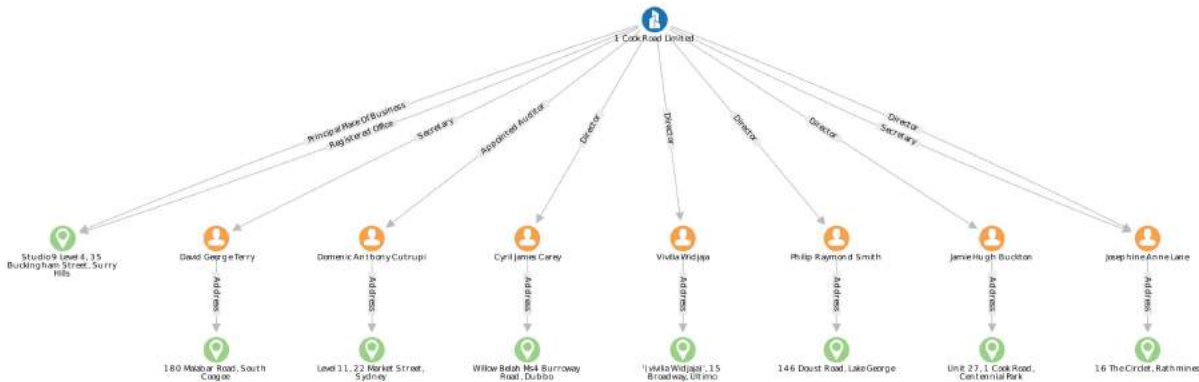 1 Cook Road Limited
Principal Place Of Business
Registered Office
Secretary
Appointed Auditor
Director
Director
Director
Director
Director
Secretary
Studio 9 Level 4, 35
Buckingham Street, Surry
Hills
David George Terry
Domenic Anthony Cutrupi
Cyril James Carey
Vivilia Widjaja
Philip Raymond Smith
Jamie Hugh Buckton
Josephine Anne Lane
Address
Address
Address
Address
Address
Address
Address
180 Malabar Road, South
Coogee
Level 11, 22 Market Street,
Sydney
Willow Belah Ms4 Burroway
Road, Dubbo
15
Broadway, Ultimo
146 Doust Road, Lake George
Unit 27, 1 Cook Road,
Centennial Park
16 The Circlet, Rathmines